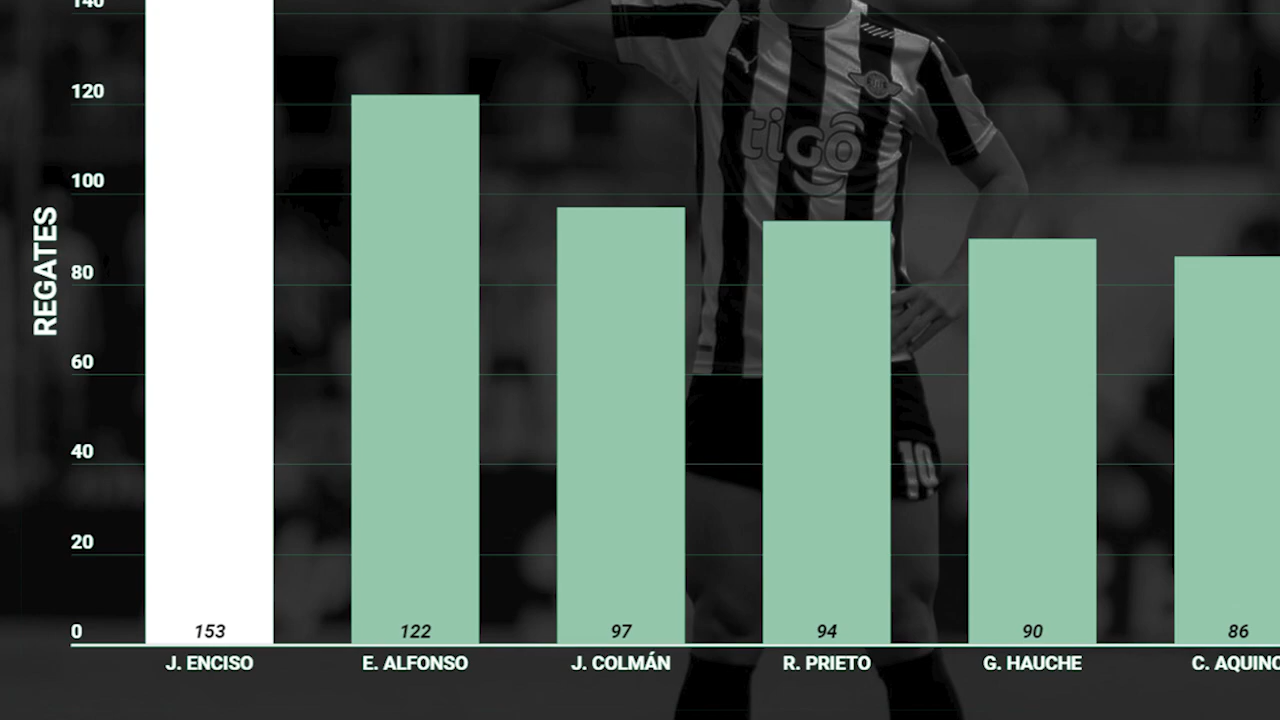 140
120
100
80
60
40
20
0
REGATES
tigo
10
153
122
97
94
90
86
J. ENCISO
E. ALFONSO
J. COLMÁN
R. PRIETO
G. HAUCHE
C. AQUINO